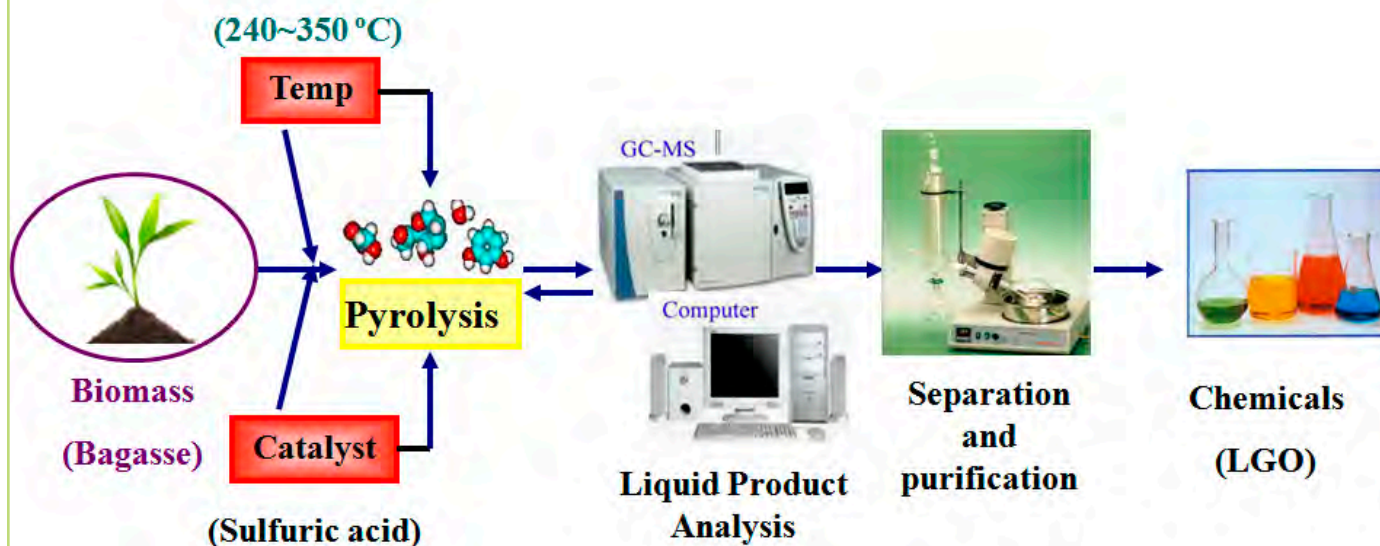 (240~350 °C)
Temp
GC-MS
Pyrolysis
Computer
Biomass
(Bagasse)
Catalyst
(Sulfuric acid)
Liquid Product
Analysis
Separation
and
purification
Chemicals
(LGO)